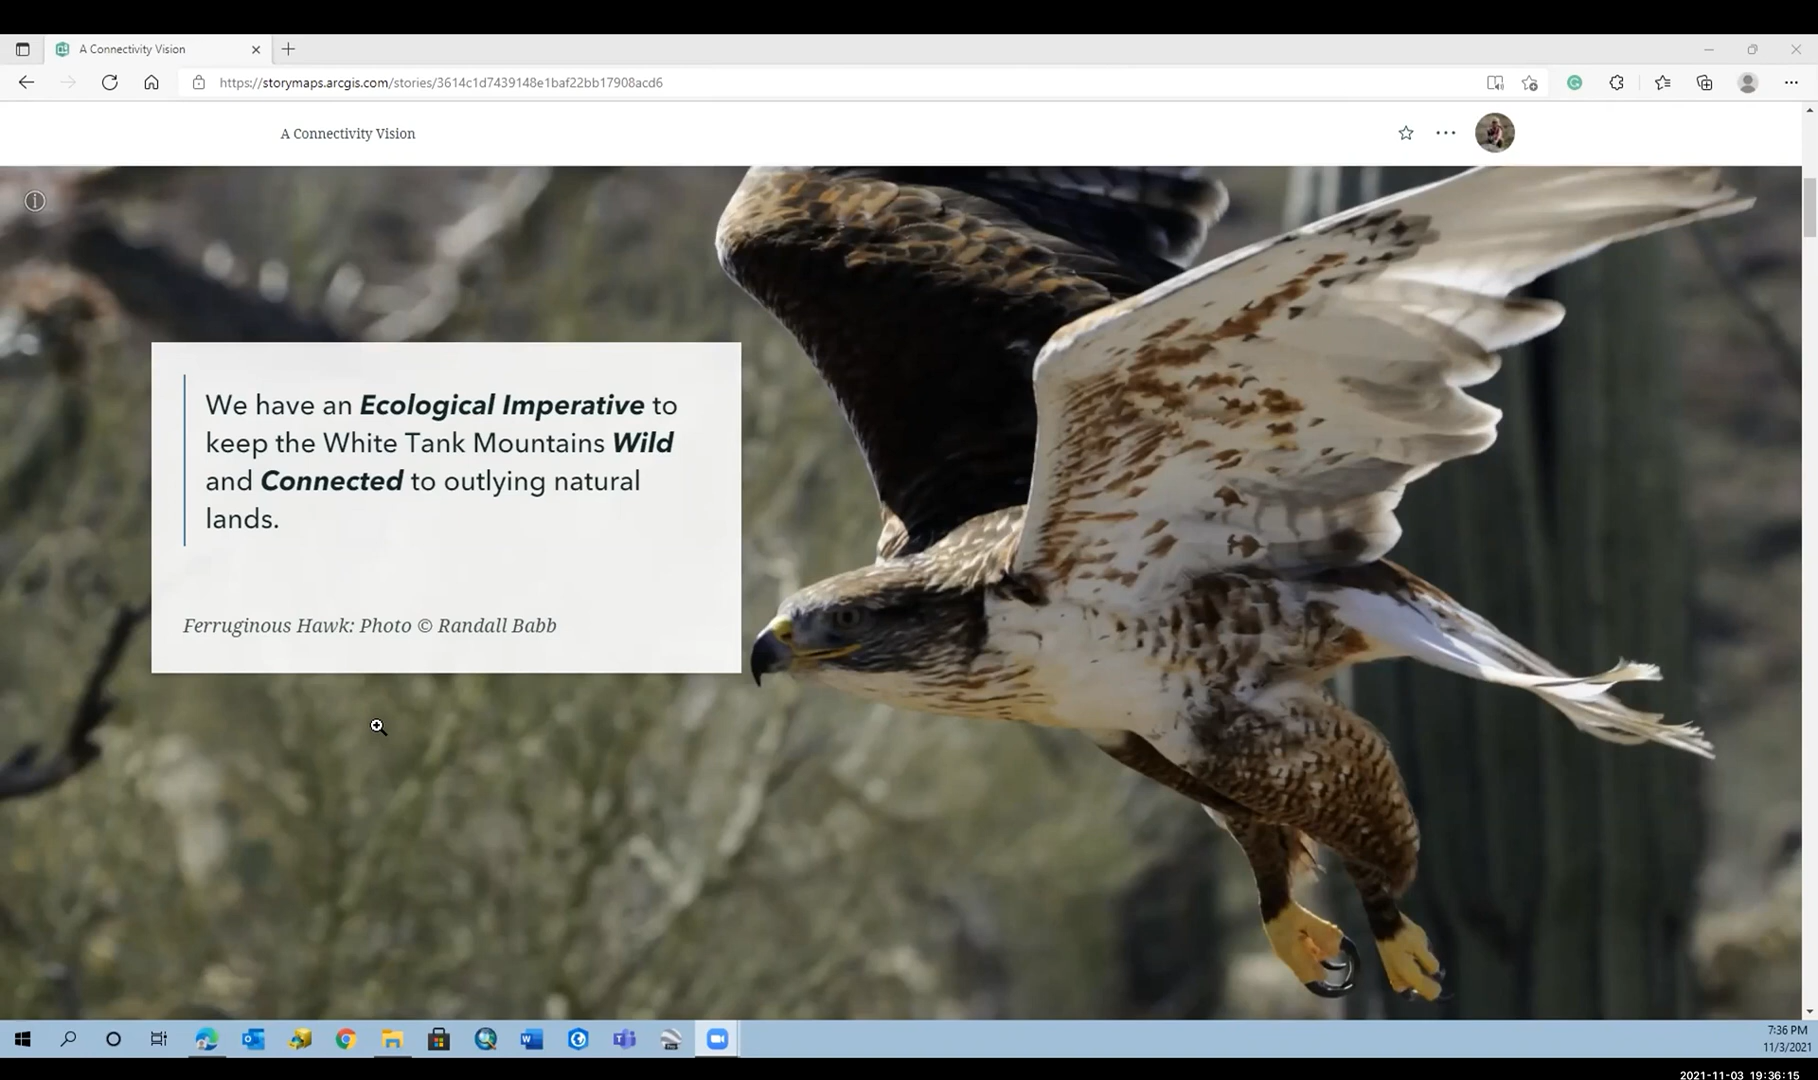 A Connectivity Vision
https://storymaps.arcgis.com/stories/3614c1d7439148e1baf22bb17908acd6
A Connectivity Vision
We have an Ecological Imperative to
keep the White Tank Mountains Wild
and Connected to outlying natural
lands.
Ferruginous Hawk: Photo © Randall Babb
7:36 PM
11/3/2021
2021-11-03 19:36:15